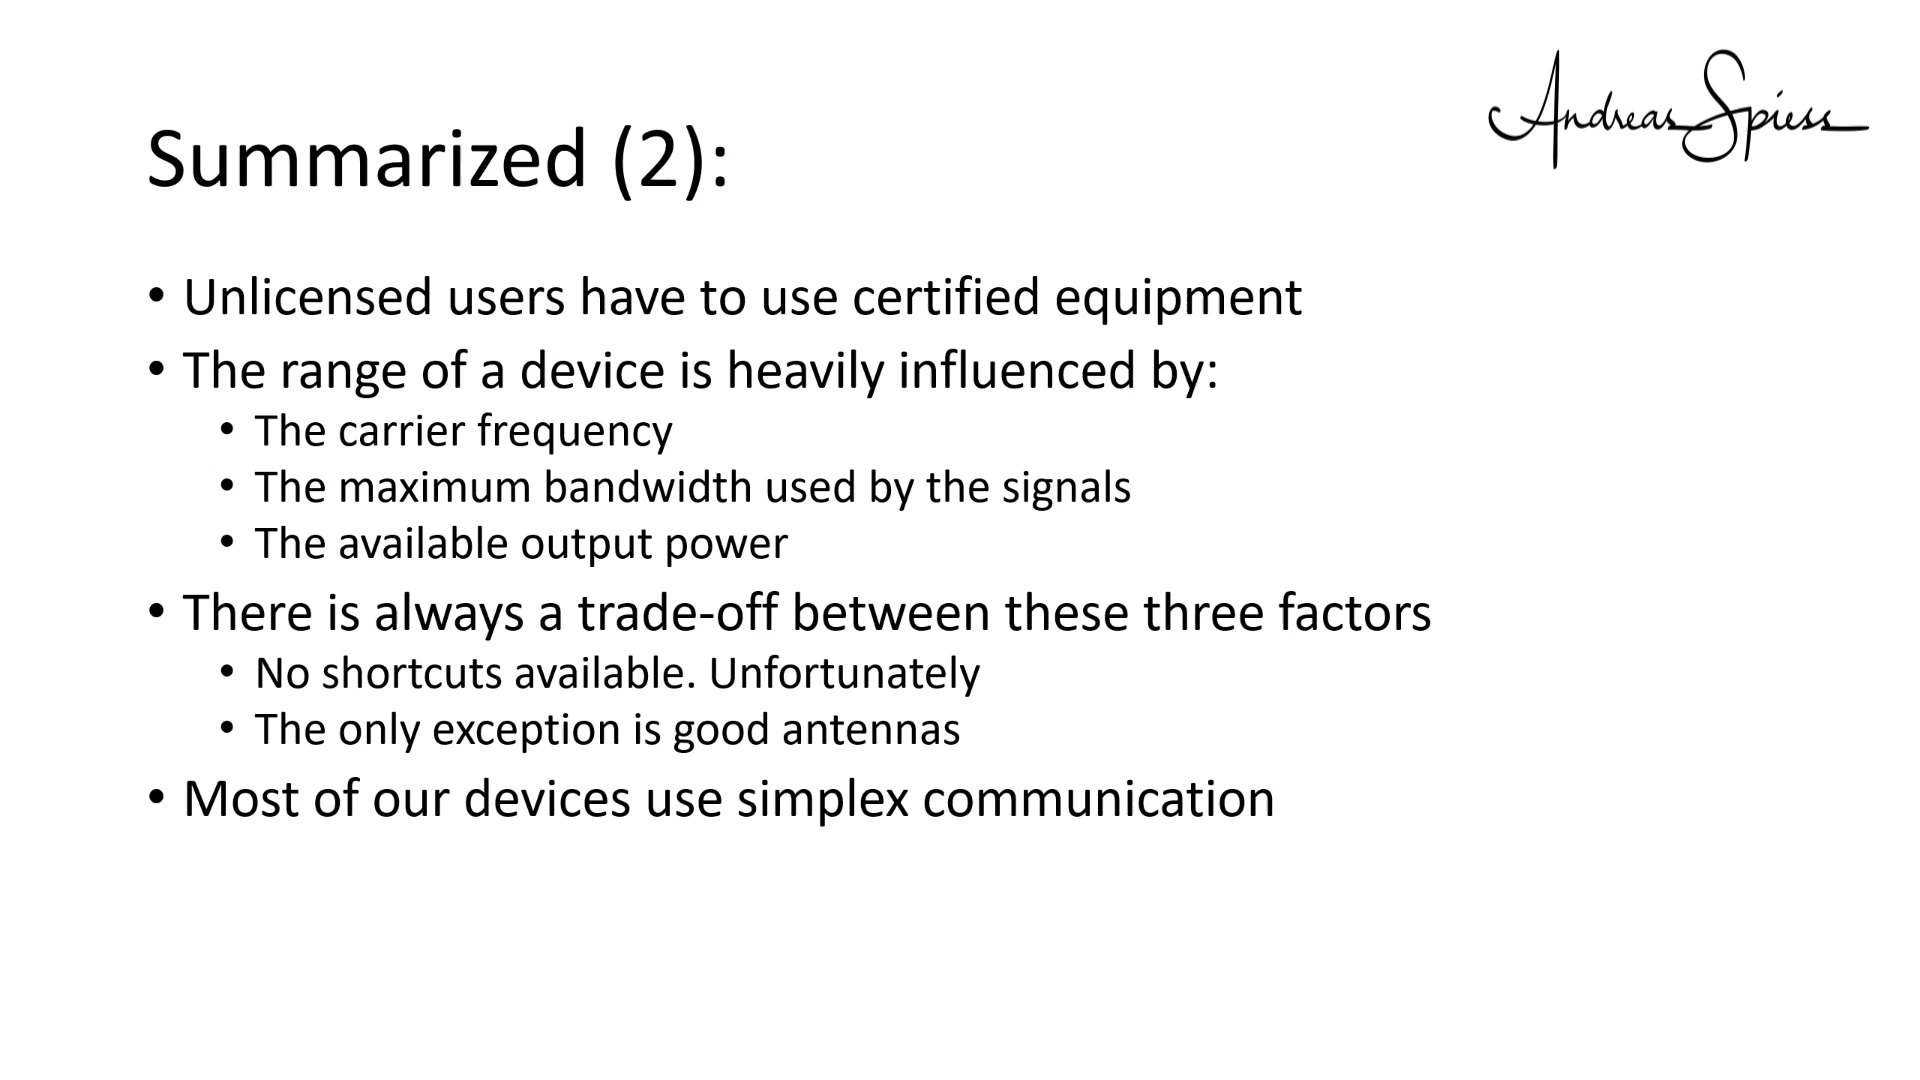 Andreas Spiess
Summarized (2):
• Unlicensed users have to use certified equipment
• The range of a device is heavily influenced by:
• The carrier frequency
• The maximum bandwidth used by the signals
• The available output power
• There is always a trade-off between these three factors
• No shortcuts available. Unfortunately
• The only exception is good antennas
• Most of our devices use simplex communication